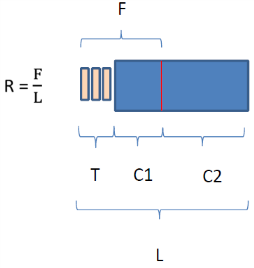 F
R = F/L
T C1 C2
L